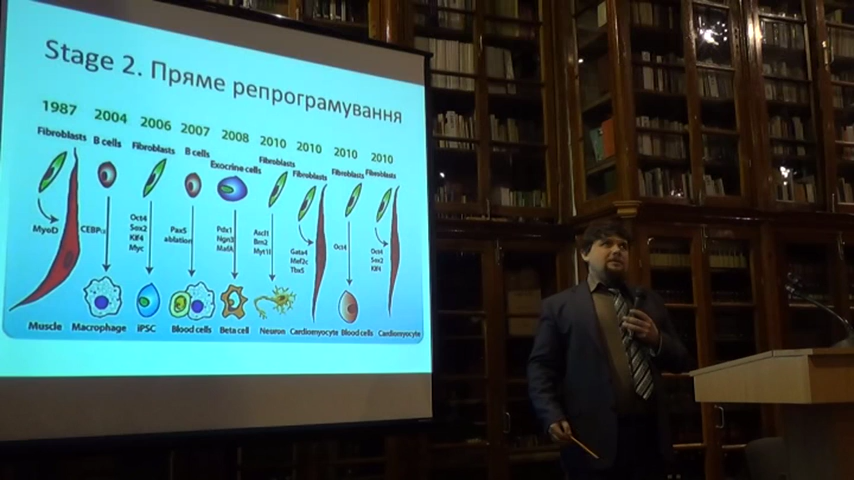 Stage 2. Пряме репрограмування
1987 2004 2006 2007 2008 2010 2010 2010 2010
Fibroblasts B cells Fibroblasts B cells Exocrine cells Fibroblasts Fibroblasts Fibroblasts Fibroblasts
MyoD
CEBPα
Oct4
Sox2
Klf4
Myc
Pax5
ablation
Pdx1
Ngn3
MafA
Ascl1
Brn2
Myt1l
Gata4
Mef2c
Tbx5
Oct4
Oct4
Sox2
Klf4
Muscle Macrophage iPSC Blood cells Beta cell Neuron Cardiomyocyte Blood cells Cardiomyocyte